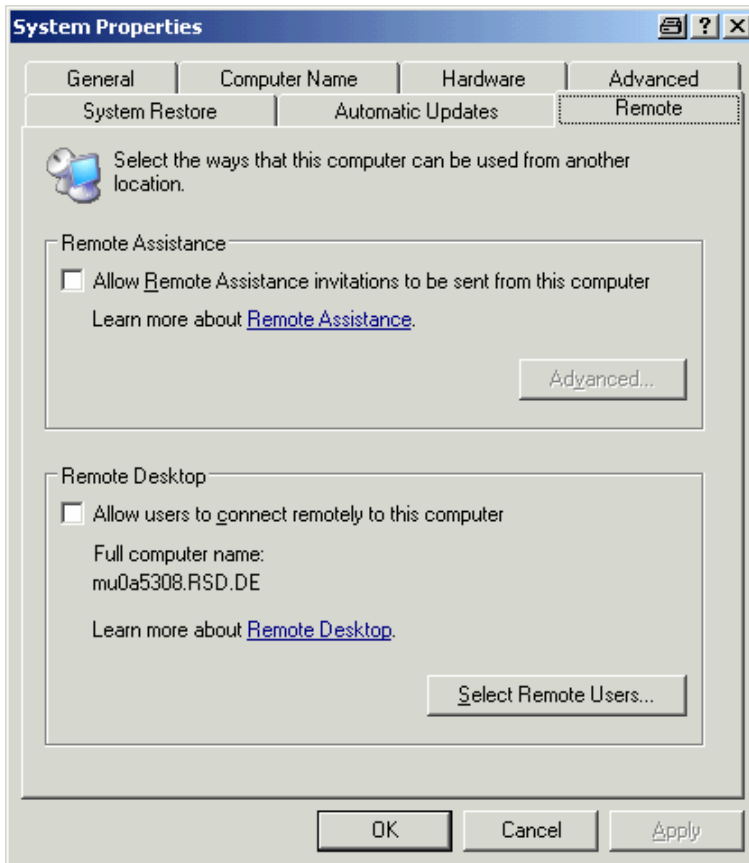 System Properties
General Computer Name Hardware Advanced
System Restore Automatic Updates Remote
Select the ways that this computer can be used from another
location.
Remote Assistance
Allow Remote Assistance invitations to be sent from this computer
Learn more about Remote Assistance.
Advanced...
Remote Desktop
Allow users to connect remotely to this computer
Full computer name:
mu0a5308.RSD.DE
Learn more about Remote Desktop.
Select Remote Users...
OK Cancel Apply